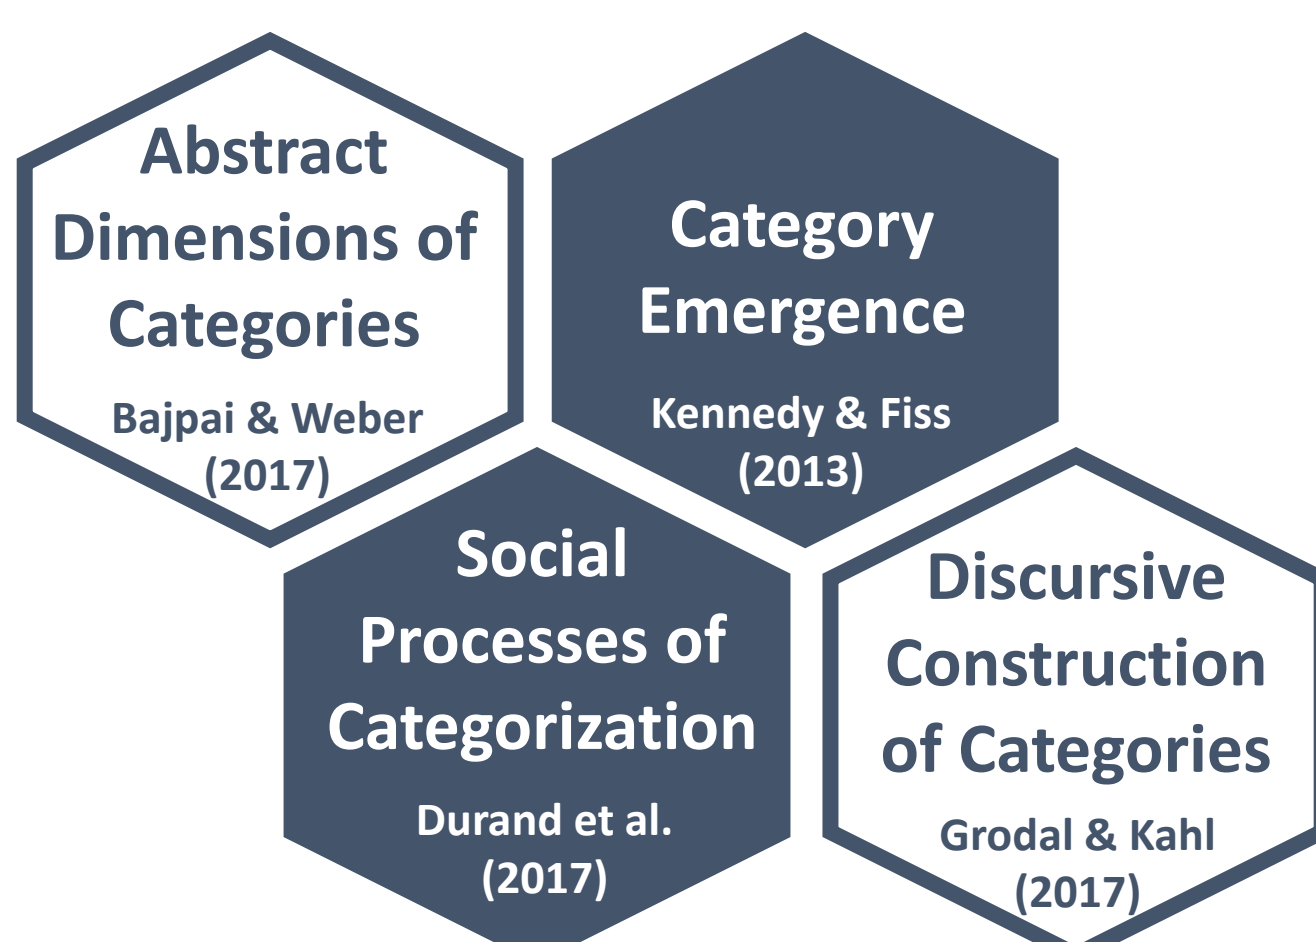 Abstract
Dimensions of
Categories
Bajpai & Weber
(2017)
Category
Emergence
Kennedy & Fiss
(2013)
Social
Processes of
Categorization
Durand et al.
(2017)
Discursive
Construction
of Categories
Grodal & Kahl
(2017)